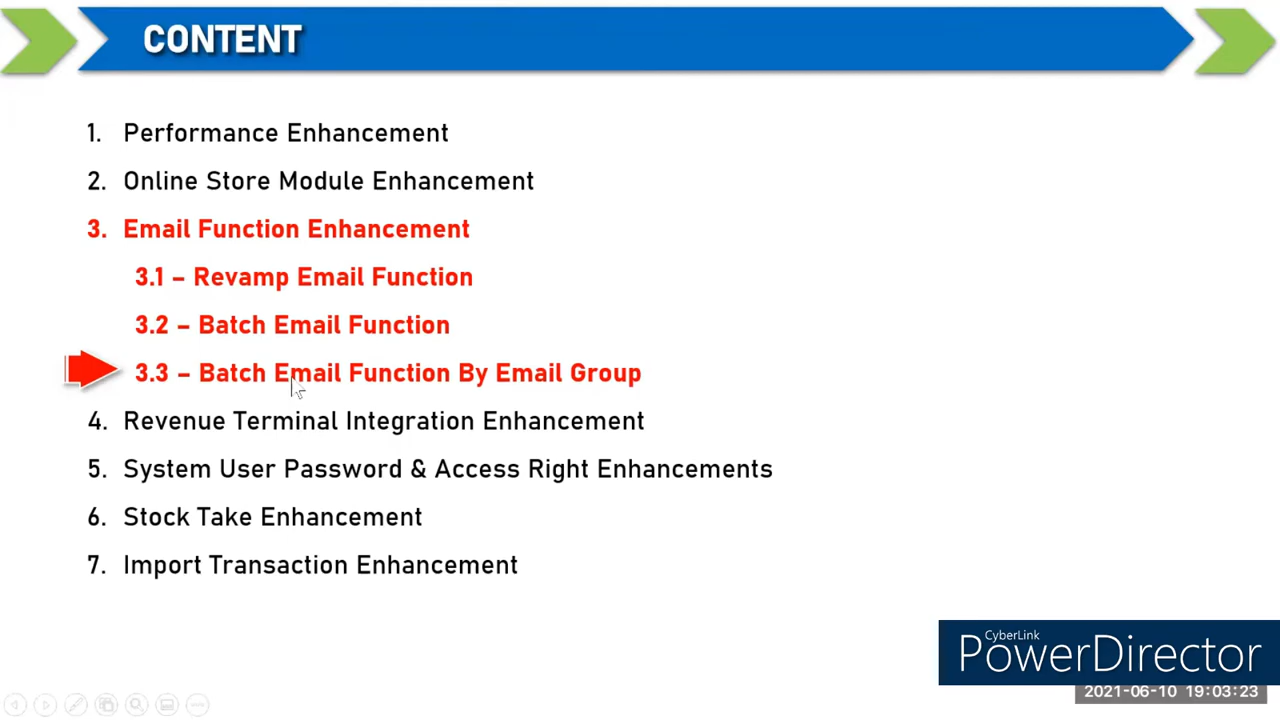 CONTENT
1. Performance Enhancement
2. Online Store Module Enhancement
3. Email Function Enhancement
3.1 – Revamp Email Function
3.2 – Batch Email Function
3.3 – Batch Email Function By Email Group
4. Revenue Terminal Integration Enhancement
5. System User Password & Access Right Enhancements
6. Stock Take Enhancement
7. Import Transaction Enhancement
CyberLink
PowerDirector
2021-06-10 19:03:23